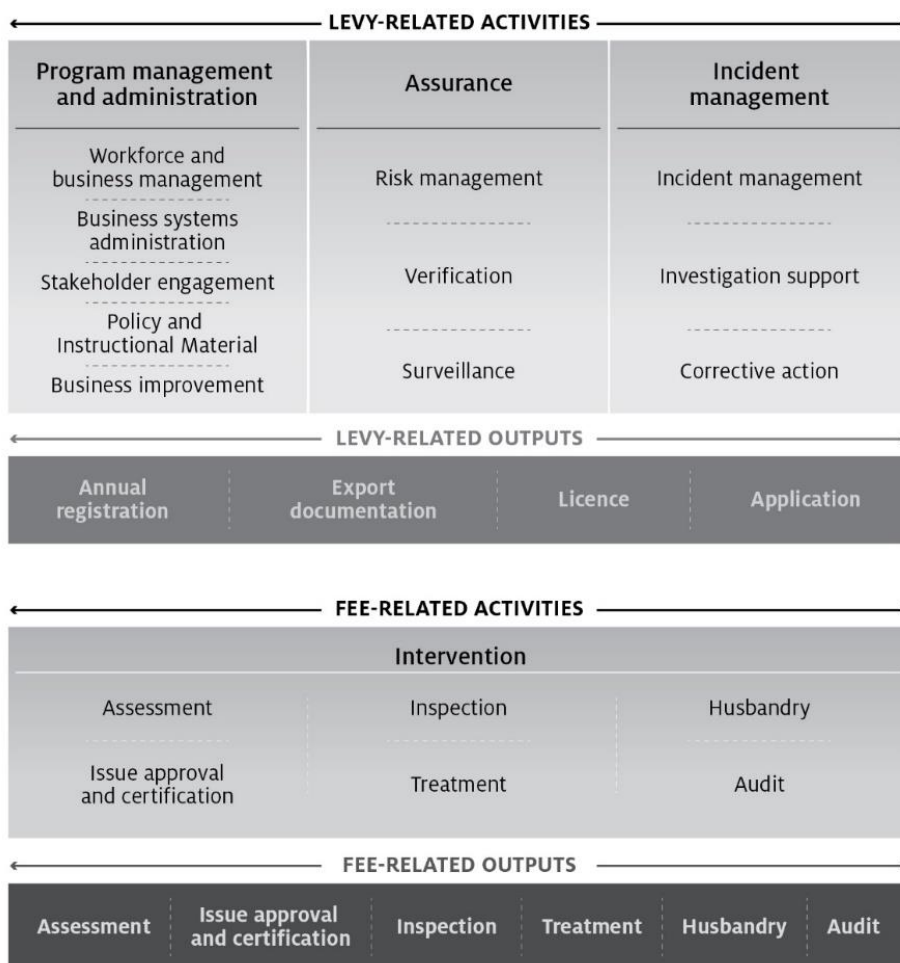 LEVY-RELATED ACTIVITIES
Program management
and administration
Workforce and
business management
Business systems
administration
Stakeholder engagement
Policy and
Instructional Material
Business improvement
Assurance
Risk management
Verification
Surveillance
Incident
management
Incident management
Investigation support
Corrective action
LEVY-RELATED OUTPUTS
Annual
registration
Export
documentation
Licence
Application
FEE-RELATED ACTIVITIES
Intervention
Assessment
Issue approval
and certification
Inspection
Treatment
Husbandry
Audit
FEE-RELATED OUTPUTS
Assessment
Issue approval
and certification
Inspection
Treatment
Husbandry
Audit